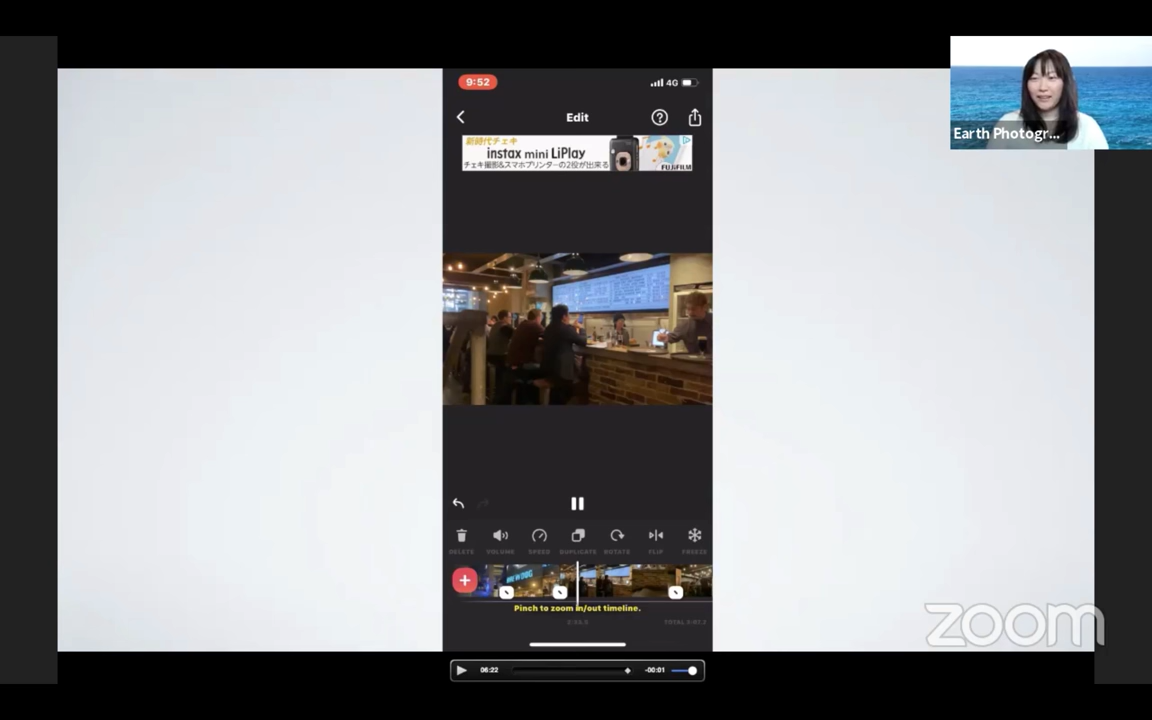 9:52
4G
Edit
新時代チェキ
instax mini LiPlay
チェキ撮影&スマホプリンターの2役が出来る
FUJIFILM
Earth Photogr...
DELETE VOLUME SPEED DUPLICATE ROTATE FLIP FREEZE
Pinch to zoom in/out timeline.
TOTAL
06:22
-00:01
zoom